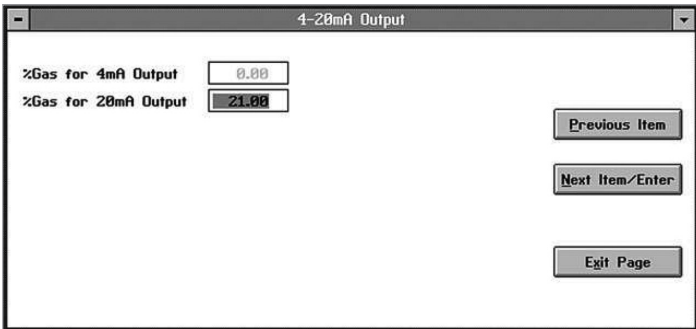 4-20mA Output
%Gas for 4mA Output 0.00
%Gas for 20mA Output 21.00
Previous Item
Next Item/Enter
Exit Page